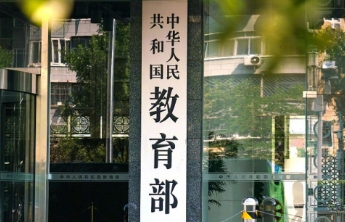 中华人民
共和国
教育部